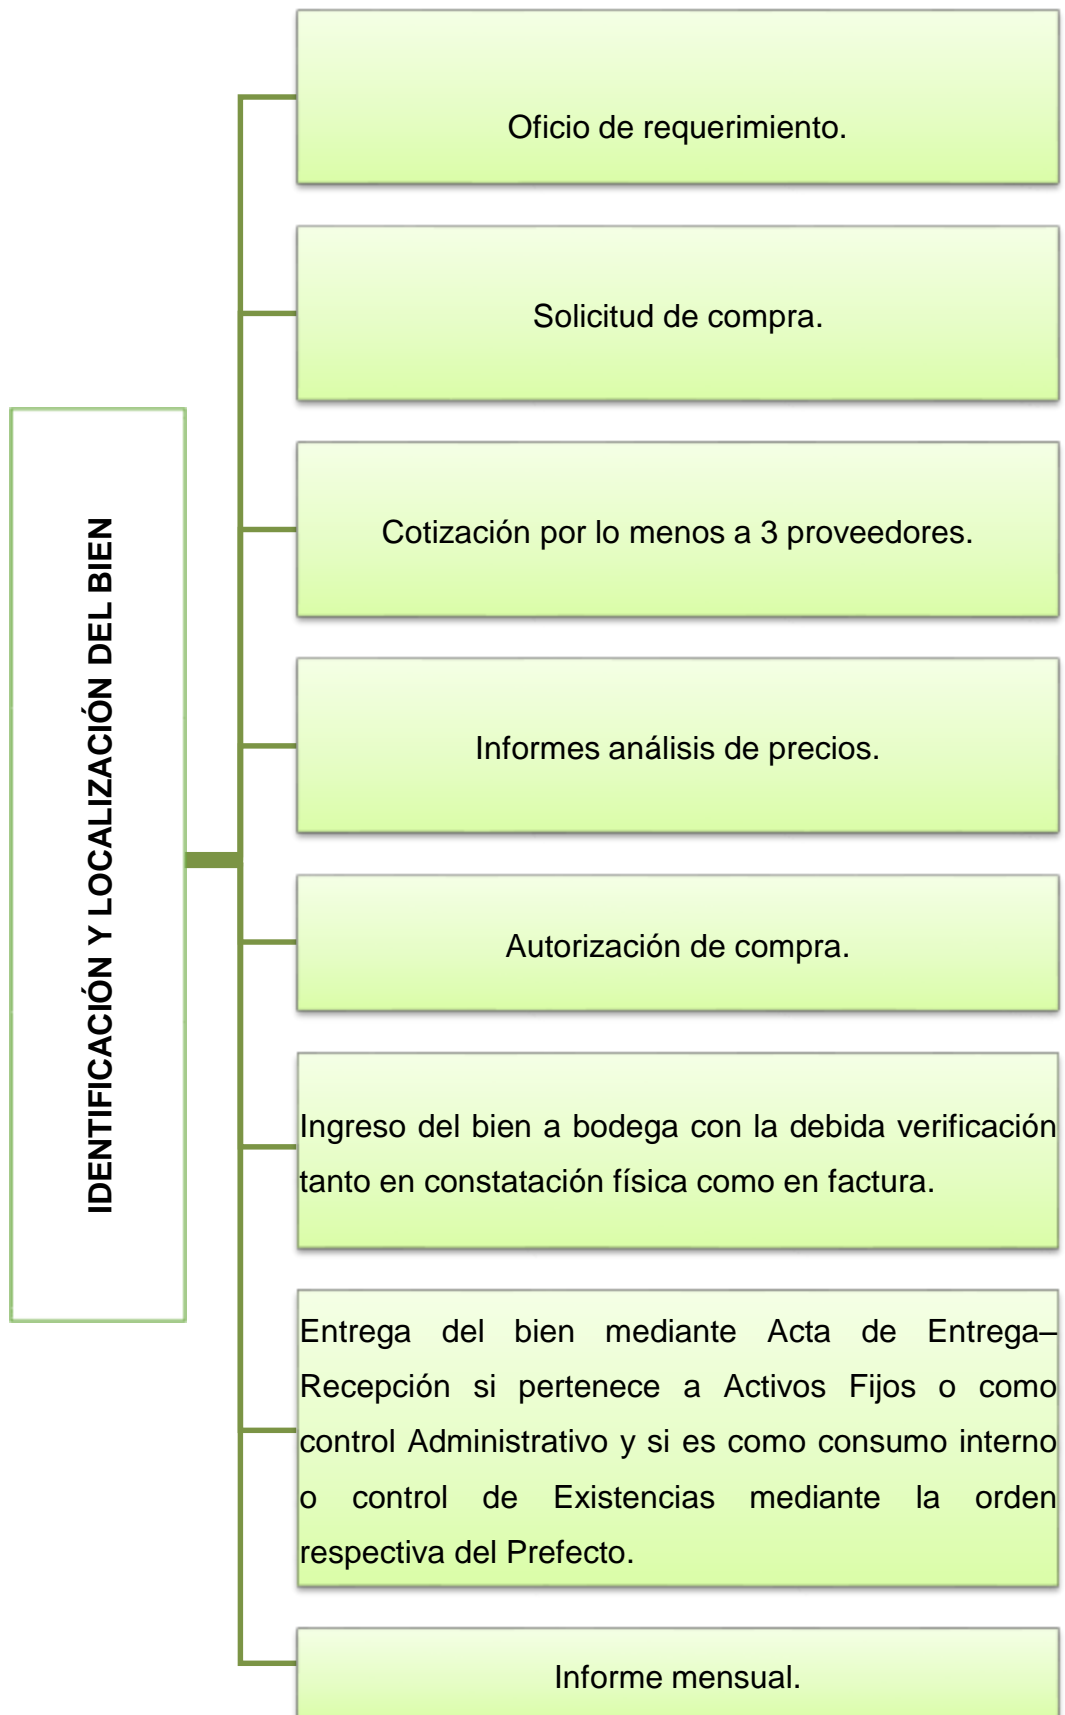 IDENTIFICACIÓN Y LOCALIZACIÓN DEL BIEN
Oficio de requerimiento.
Solicitud de compra.
Cotización por lo menos a 3 proveedores.
Informes análisis de precios.
Autorización de compra.
Ingreso del bien a bodega con la debida verificación
tanto en constatación física como en factura.
Entrega del bien mediante Acta de Entrega–
Recepción si pertenece a Activos Fijos o como
control Administrativo y si es como consumo interno
o control de Existencias mediante la orden
respectiva del Prefecto.
Informe mensual.